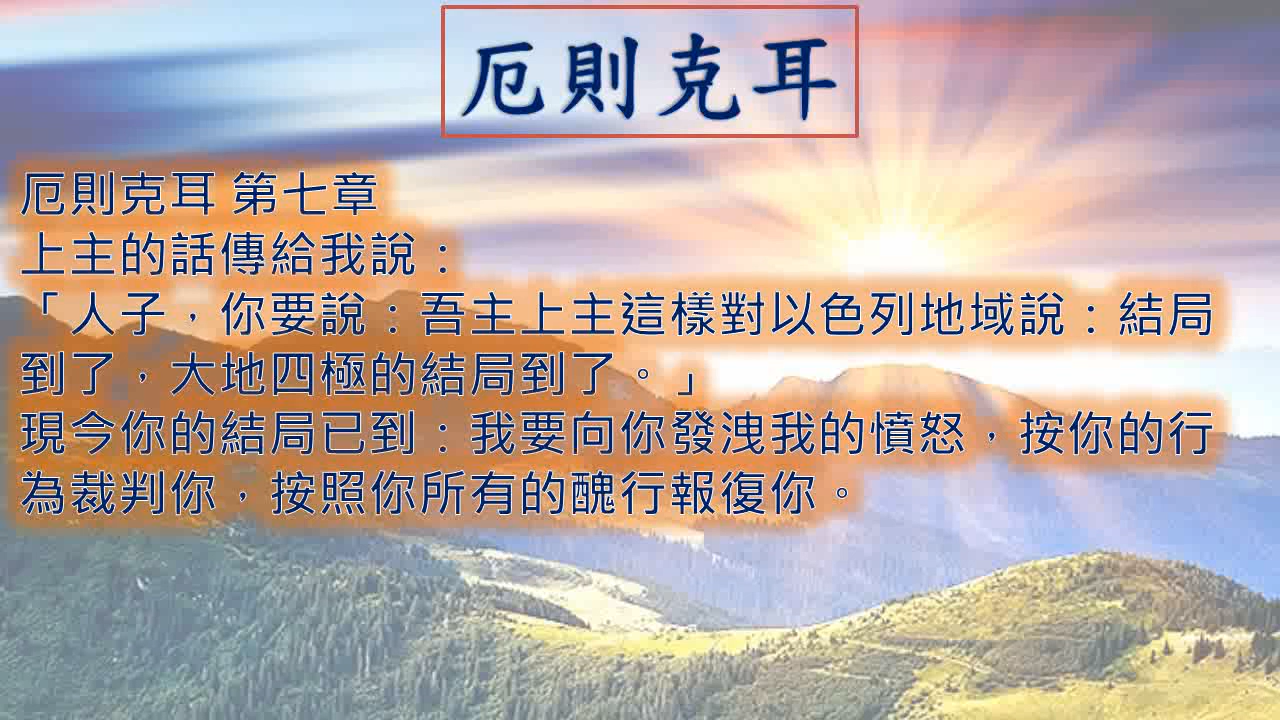 厄則克耳
厄則克耳 第七章
上主的話傳給我說：
「人子，你要說：吾主上主這樣對以色列地域說：結局
到了，大地四極的結局到了。」
現今你的結局已到：我要向你發洩我的憤怒，按你的行
為裁判你，按照你所有的醜行報復你。